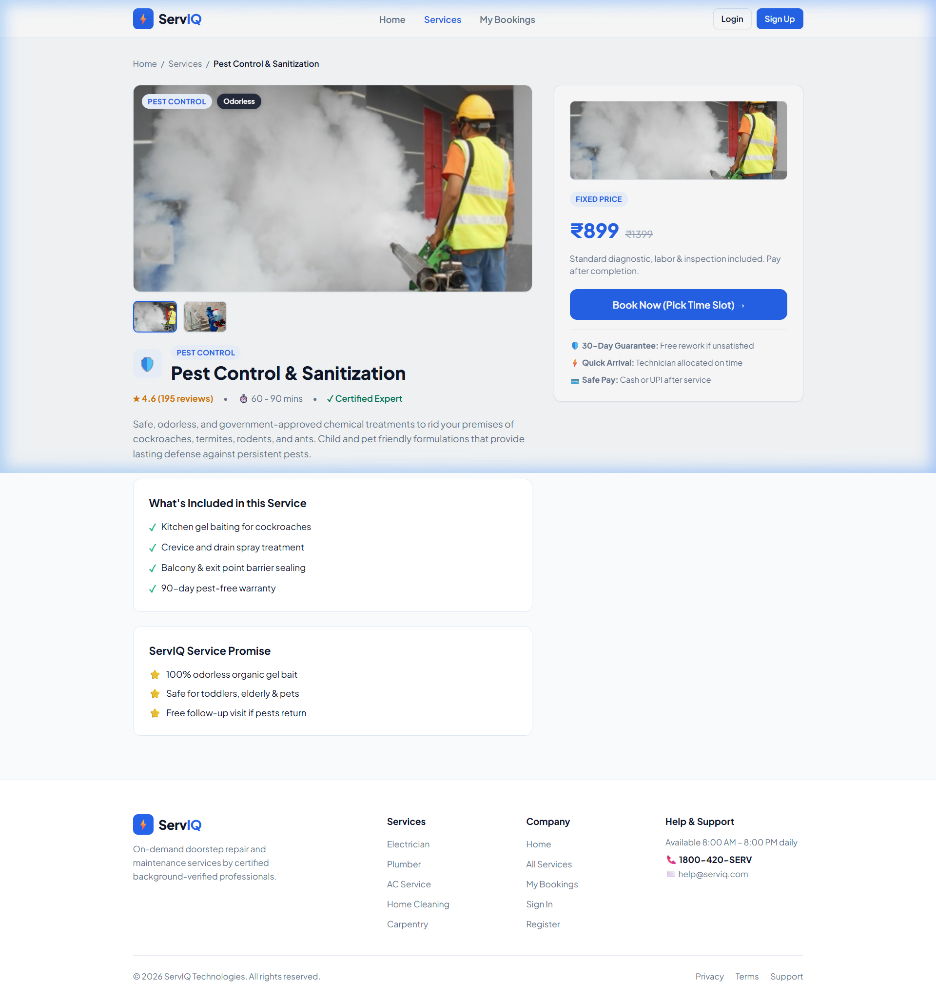 ServIQ
Home Services My Bookings
Login Sign Up
Home / Services / Pest Control & Sanitization
PEST CONTROL Odorless
PEST CONTROL
Pest Control & Sanitization
★ 4.6 (195 reviews) • 60 - 90 mins • ✓ Certified Expert
Safe, odorless, and government-approved chemical treatments to rid your premises of
cockroaches, termites, rodents, and ants. Child and pet friendly formulations that provide
lasting defense against persistent pests.
What's Included in this Service
✓ Kitchen gel baiting for cockroaches
✓ Crevice and drain spray treatment
✓ Balcony & exit point barrier sealing
✓ 90-day pest-free warranty
ServIQ Service Promise
100% odorless organic gel bait
Safe for toddlers, elderly & pets
Free follow-up visit if pests return
FIXED PRICE
₹899 ₹1399
Standard diagnostic, labor & inspection included. Pay
after completion.
Book Now (Pick Time Slot) →
30-Day Guarantee: Free rework if unsatisfied
Quick Arrival: Technician allocated on time
Safe Pay: Cash or UPI after service
ServIQ
On-demand doorstep repair and
maintenance services by certified
background-verified professionals.
Services
Electrician
Plumber
AC Service
Home Cleaning
Carpentry
Company
Home
All Services
My Bookings
Sign In
Register
Help & Support
Available 8:00 AM – 8:00 PM daily
1800-420-SERV
help@serviq.com
© 2026 ServIQ Technologies. All rights reserved.
Privacy Terms Support